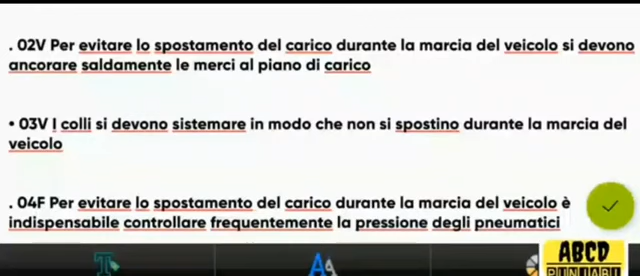 . 02V Per evitare lo spostamento del carico durante la marcia del veicolo si devono
ancorare saldamente le merci al piano di carico
• 03V I colli si devono sistemare in modo che non si spostino durante la marcia del
veicolo
. 04F Per evitare lo spostamento del carico durante la marcia del veicolo è
indispensabile controllare frequentemente la pressione degli pneumatici
ABCD
PUNJABI